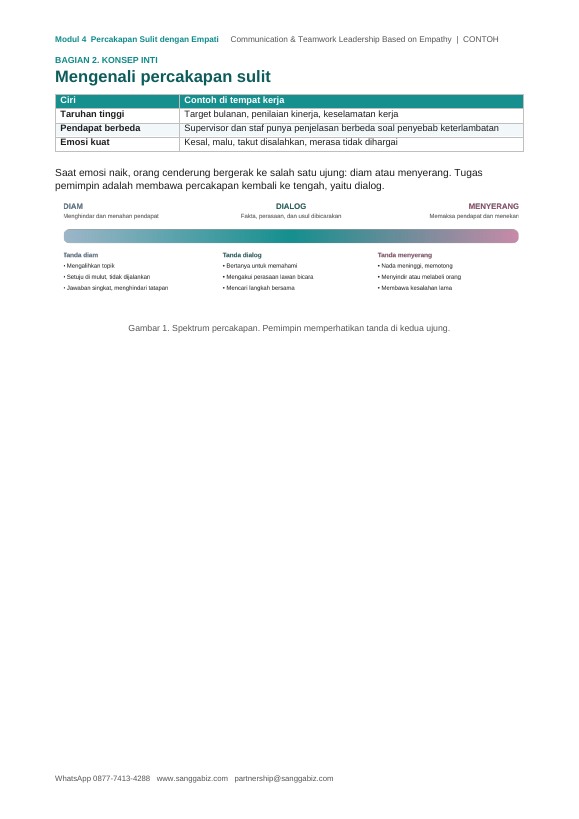 Modul 4  Percakapan Sulit dengan Empati     Communication & Teamwork Leadership Based on Empathy  |  CONTOH
BAGIAN 2. KONSEP INTI
Mengenali percakapan sulit
Ciri     Contoh di tempat kerja
Taruhan tinggi     Target bulanan, penilaian kinerja, keselamatan kerja
Pendapat berbeda     Supervisor dan staf punya penjelasan berbeda soal penyebab keterlambatan
Emosi kuat     Kesal, malu, takut disalahkan, merasa tidak dihargai
Saat emosi naik, orang cenderung bergerak ke salah satu ujung: diam atau menyerang. Tugas
pemimpin adalah membawa percakapan kembali ke tengah, yaitu dialog.
DIAM     DIALOG     MENYERANG
Menghindar dan menahan pendapat     Fakta, perasaan, dan usul dibicarakan     Memaksa pendapat dan menekan
Tanda diam     Tanda dialog     Tanda menyerang
• Mengalihkan topik     • Bertanya untuk memahami     • Nada meninggi, memotong
• Setuju di mulut, tidak dijalankan     • Mengakui perasaan lawan bicara     • Menyindir atau melabeli orang
• Jawaban singkat, menghindari tatapan     • Mencari langkah bersama     • Membawa kesalahan lama
Gambar 1. Spektrum percakapan. Pemimpin memperhatikan tanda di kedua ujung.
WhatsApp 0877-7413-4288   www.sanggabiz.com   partnership@sanggabiz.com